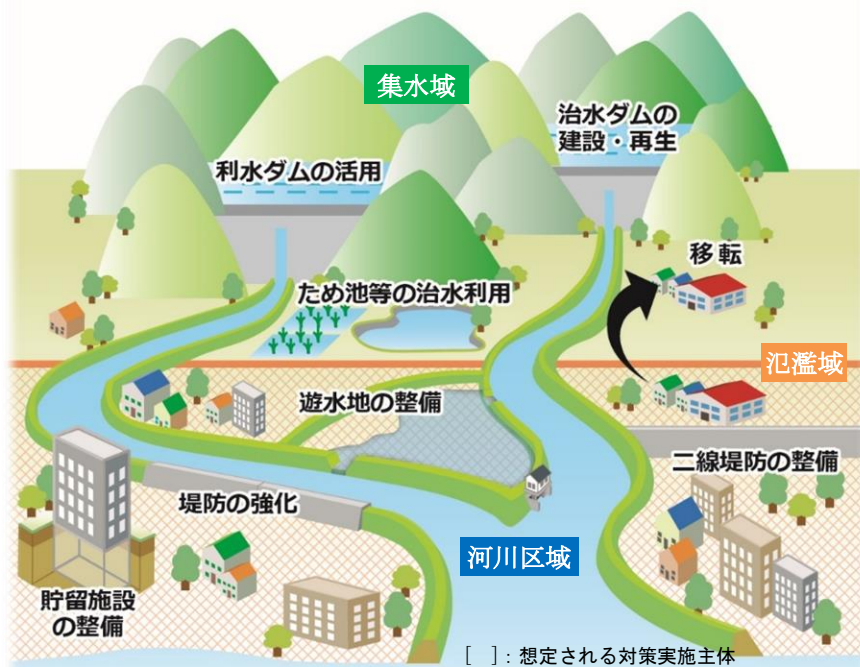 集水域
治水ダムの
建設・再生
利水ダムの活用
移転
ため池等の治水利用
氾濫域
遊水地の整備
二線堤防の整備
堤防の強化
河川区域
貯留施設
の整備
[　]：想定される対策実施主体